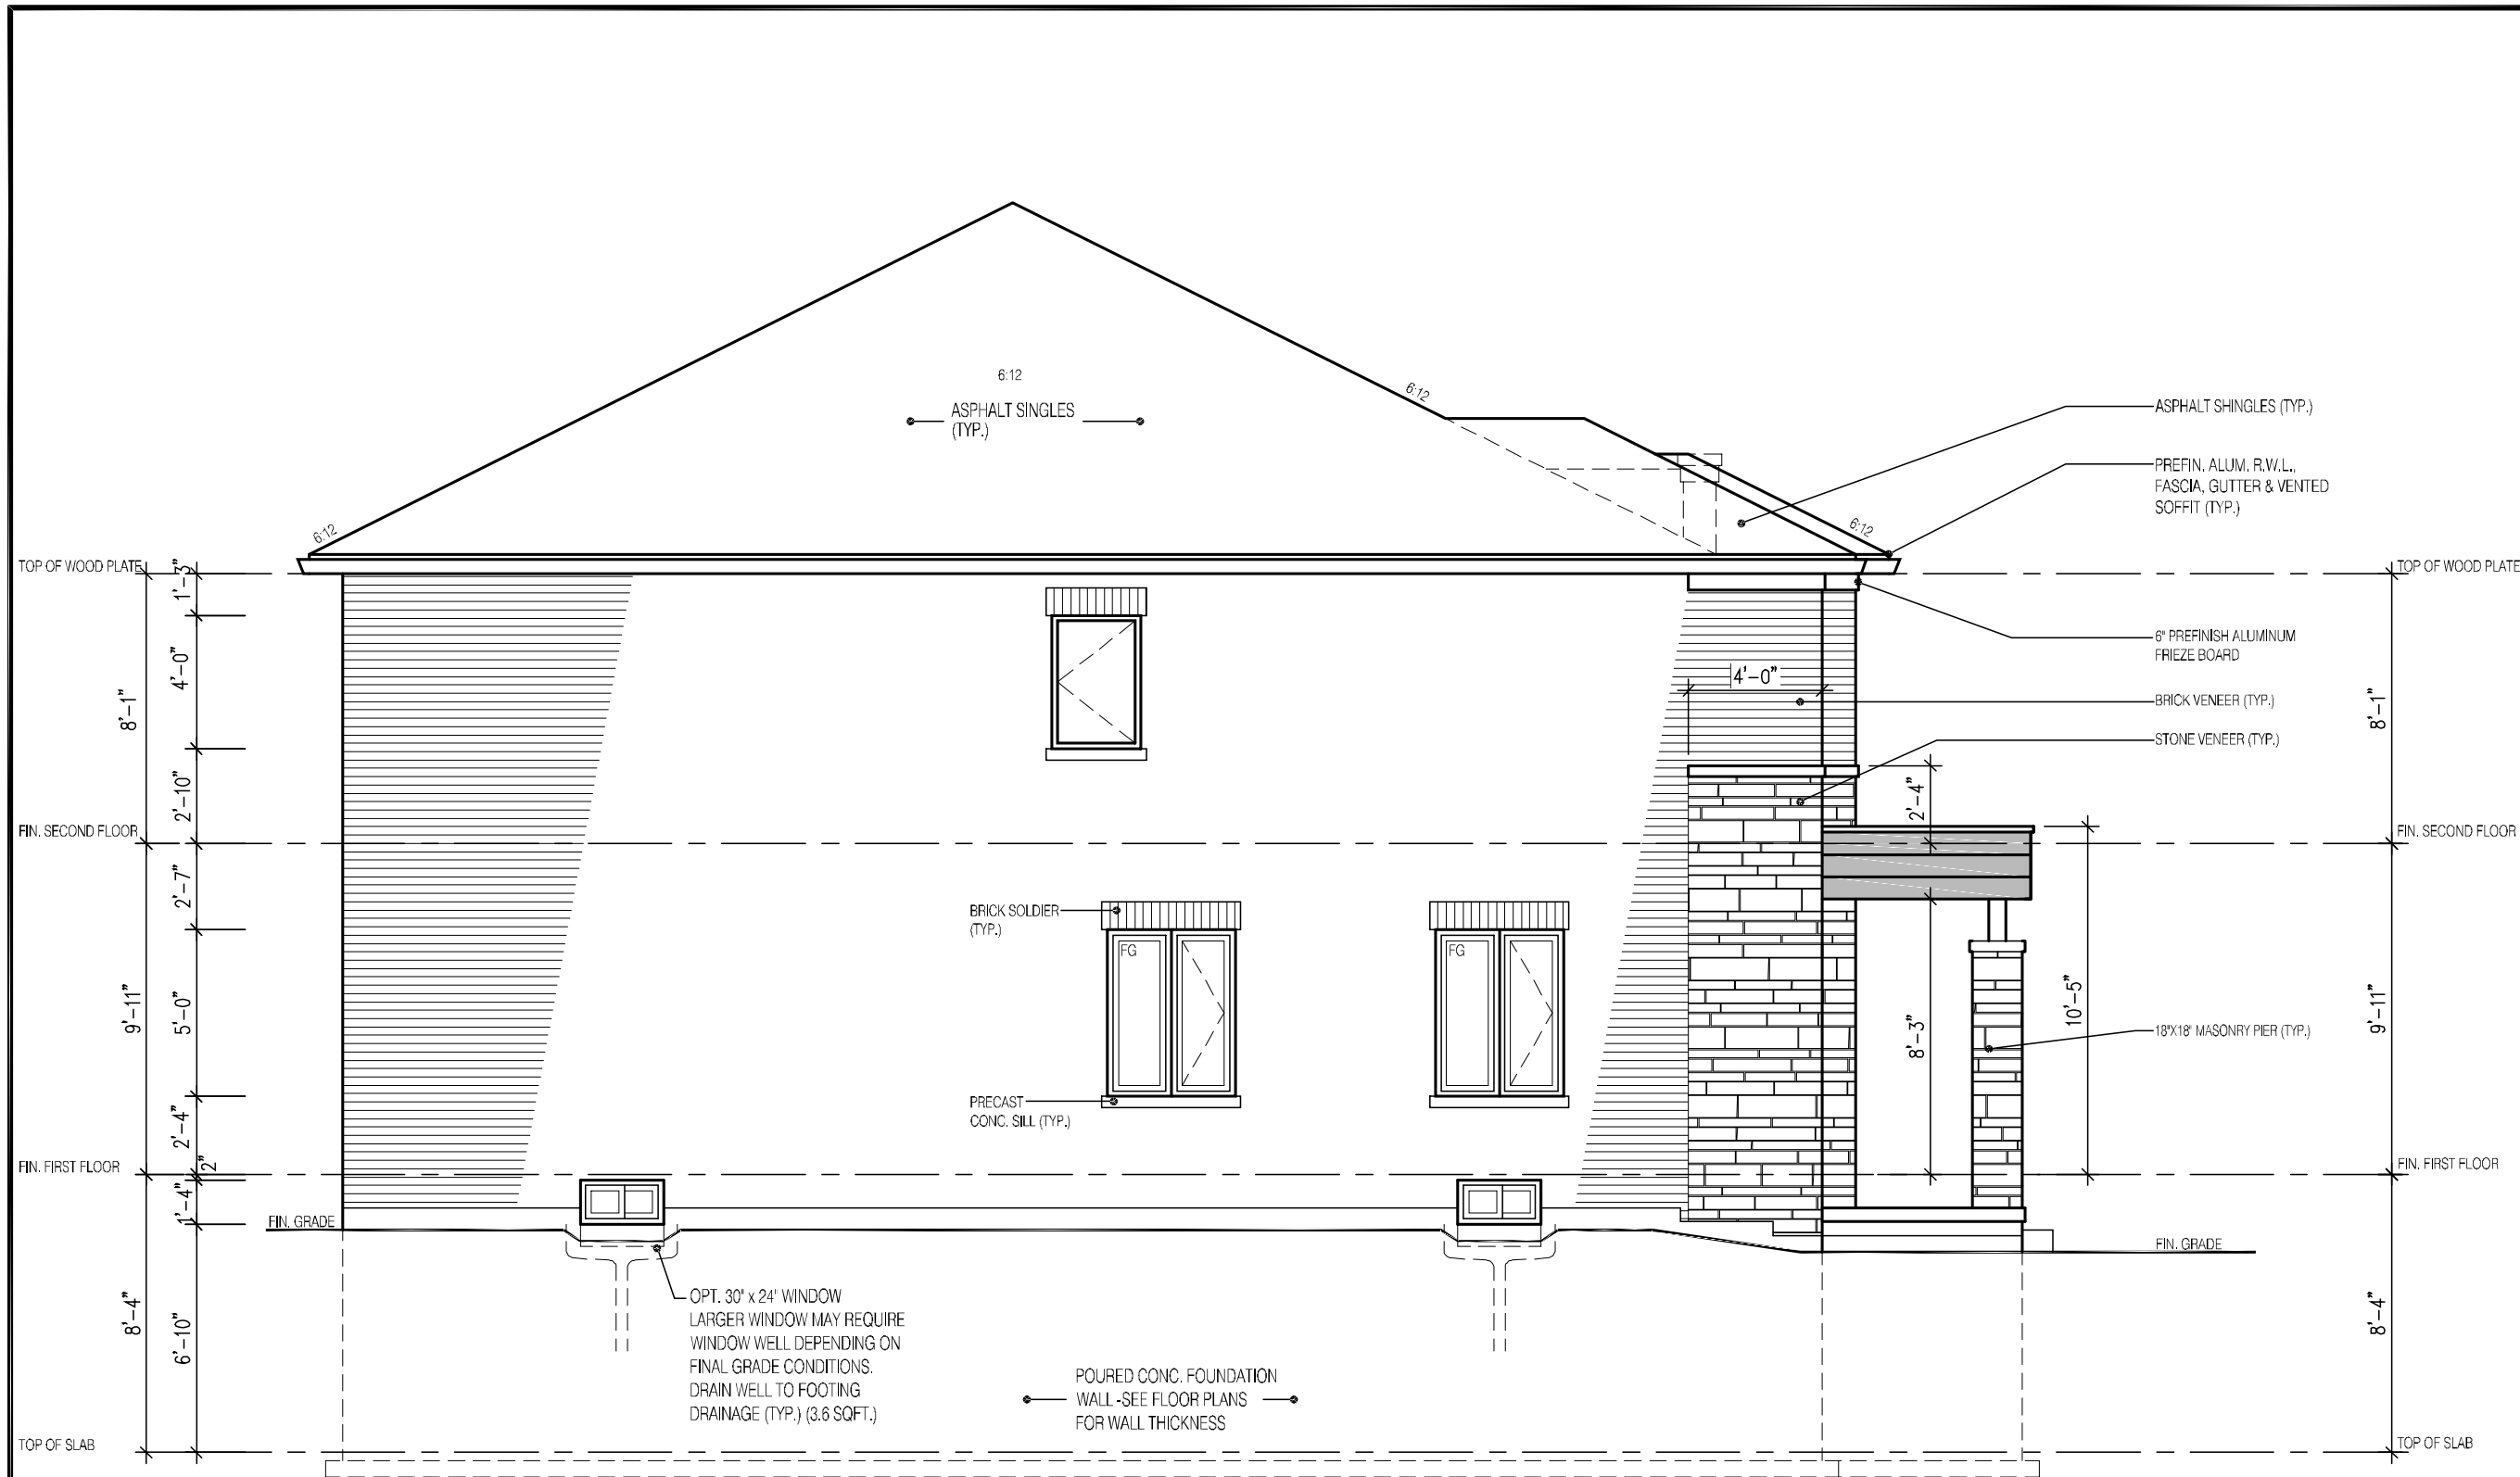 6:12
ASPHALT SINGLES
(TYP.)
6:12
6:12
6:12
ASPHALT SHINGLES (TYP.)
PREFIN. ALUM. R.W.L.,
FASCIA, GUTTER & VENTED
SOFFIT (TYP.)
TOP OF WOOD PLATE
TOP OF WOOD PLATE
6" PREFINISH ALUMINUM
FRIEZE BOARD
BRICK VENEER (TYP.)
STONE VENEER (TYP.)
1'-3"
4'-0"
8'-1"
2'-10"
4'-0"
2'-4"
8'-1"
FIN. SECOND FLOOR
FIN. SECOND FLOOR
2'-7"
5'-0"
9'-11"
2'-4"
2"
BRICK SOLDIER
(TYP.)
FG
FG
PRECAST
CONC. SILL (TYP.)
8'-3"
10'-5"
9'-11"
18"X18" MASONRY PIER (TYP.)
FIN. FIRST FLOOR
FIN. FIRST FLOOR
1'-4"
FIN. GRADE
FIN. GRADE
8'-4"
6'-10"
8'-4"
OPT. 30" x 24" WINDOW
LARGER WINDOW MAY REQUIRE
WINDOW WELL DEPENDING ON
FINAL GRADE CONDITIONS.
DRAIN WELL TO FOOTING
DRAINAGE (TYP.) (3.6 SQFT.)
POURED CONC. FOUNDATION
WALL -SEE FLOOR PLANS
FOR WALL THICKNESS
TOP OF SLAB
TOP OF SLAB